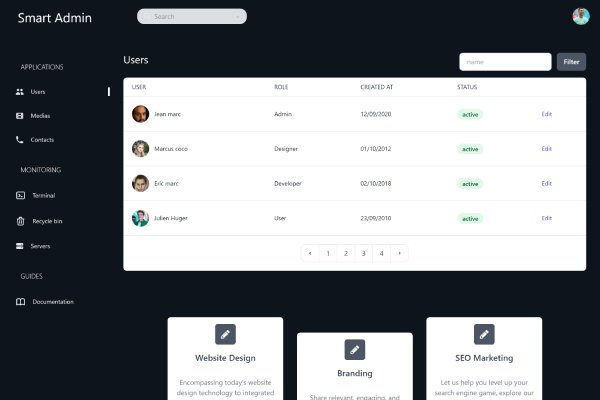 Smart Admin
Search
APPLICATIONS
Users
Medias
Contacts
MONITORING
Terminal
Recycle bin
Servers
GUIDES
Documentation
Users
name
Filter
USER ROLE CREATED AT STATUS
Jean marc Admin 12/09/2020 active Edit
Marcus coco Designer 01/10/2012 active Edit
Eric marc Developer 02/10/2018 active Edit
Julien Huger User 23/09/2010 active Edit
1 2 3 4
Website Design
Encompassing today's website
design technology to integrated
Branding
Share relevant, engaging, and
SEO Marketing
Let us help you level up your
search engine game, explore our